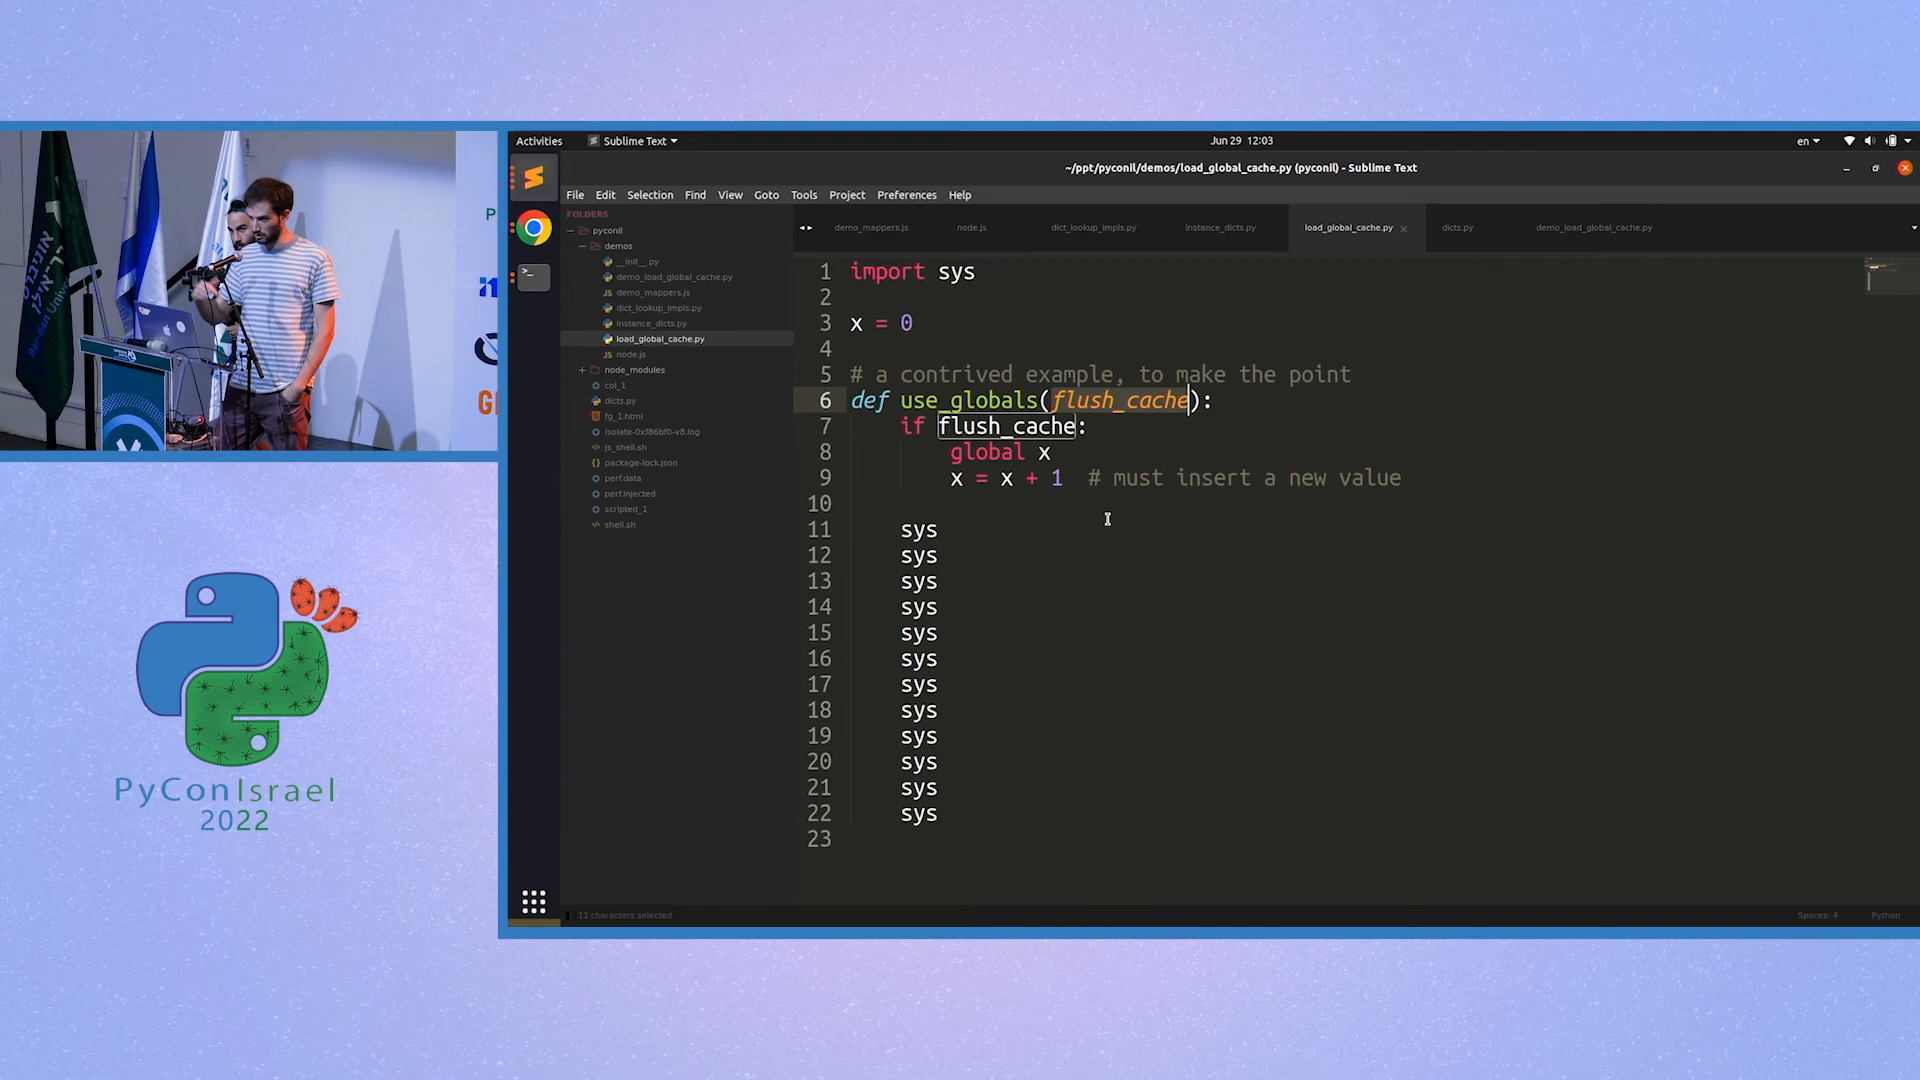 Activities
Sublime Text
Jun 29 12:03
en
~/ppt/pyconil/demos/load_global_cache.py (pyconil) - Sublime Text
File Edit Selection Find View Goto Tools Project Preferences Help
FOLDERS
pyconil
demos
__init__.py
demo_load_global_cache.py
demo_mappers.js
dict_lookup_impls.py
instance_dicts.py
load_global_cache.py
node.js
node_modules
col_1
dicts.py
fg_1.html
isolate-0xf86bf0-v8.log
js_shell.sh
package-lock.json
perf.data
perf.injected
scripted_1
shell.sh
demo_mappers.js node.js dict_lookup_impls.py instance_dicts.py load_global_cache.py dicts.py demo_load_global_cache.py
1 import sys
2
3 x = 0
4
5 # a contrived example, to make the point
6 def use_globals(flush_cache):
7 if flush_cache:
8 global x
9 x = x + 1 # must insert a new value
10
11 sys
12 sys
13 sys
14 sys
15 sys
16 sys
17 sys
18 sys
19 sys
20 sys
21 sys
22 sys
23
11 characters selected
Spaces: 4
Python
PyConIsrael
2022